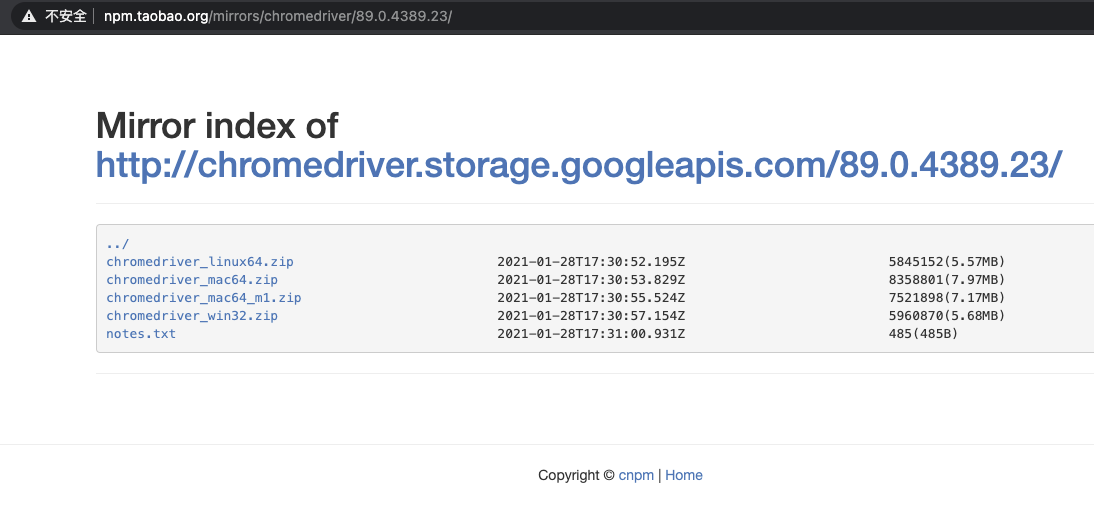 不安全 npm.taobao.org/mirrors/chromedriver/89.0.4389.23/
Mirror index of
http://chromedriver.storage.googleapis.com/89.0.4389.23/
../
chromedriver_linux64.zip 2021-01-28T17:30:52.195Z 5845152(5.57MB)
chromedriver_mac64.zip 2021-01-28T17:30:53.829Z 8358801(7.97MB)
chromedriver_mac64_m1.zip 2021-01-28T17:30:55.524Z 7521898(7.17MB)
chromedriver_win32.zip 2021-01-28T17:30:57.154Z 5960870(5.68MB)
notes.txt 2021-01-28T17:31:00.931Z 485(485B)
Copyright © cnpm | Home